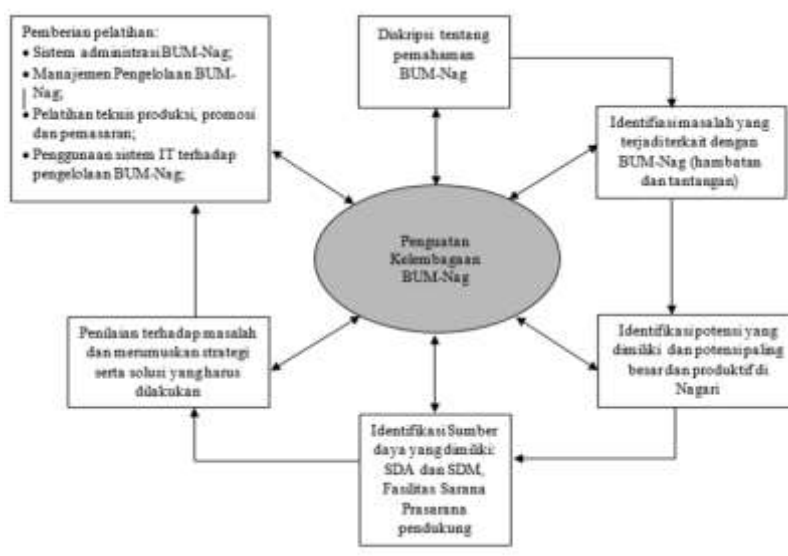 Pemberian pelatihan:
• Sistem administrasi BUM-Nag;
• Manajemen Pengelolaan BUM-
Nag;
• Pelatihan teknis produksi, promosi
dan pemasaran;
• Penggunaan sistem IT terhadap
pengelolaan BUM-Nag;
Diskripsi tentang
pemahaman
BUM-Nag
Identifiasi masalah yang
terjadi terkait dengan
BUM-Nag (hambatan
dan tantangan)
Penguatan
Kelembagaan
BUM-Nag
Penilaian terhadap masalah
dan merumuskan strategi
serta solusi yang harus
dilakukan
Identifikasi potensi yang
dimiliki dan potensi paling
besar dan produktif di
Nagari
Identifikasi Sumber
daya yang dimiliki:
SDA dan SDM,
Fasilitas Sarana
Prasarana
pendukung